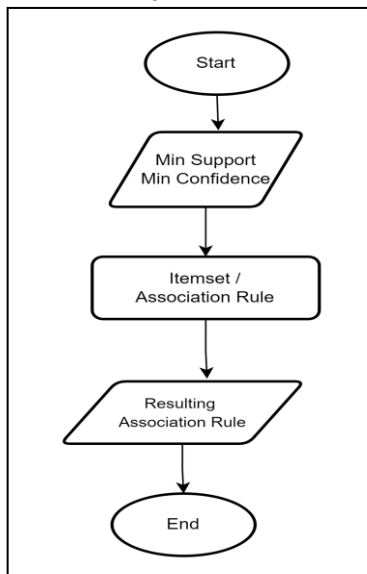 Start
Min Support
Min Confidence
Itemset /
Association Rule
Resulting
Association Rule
End